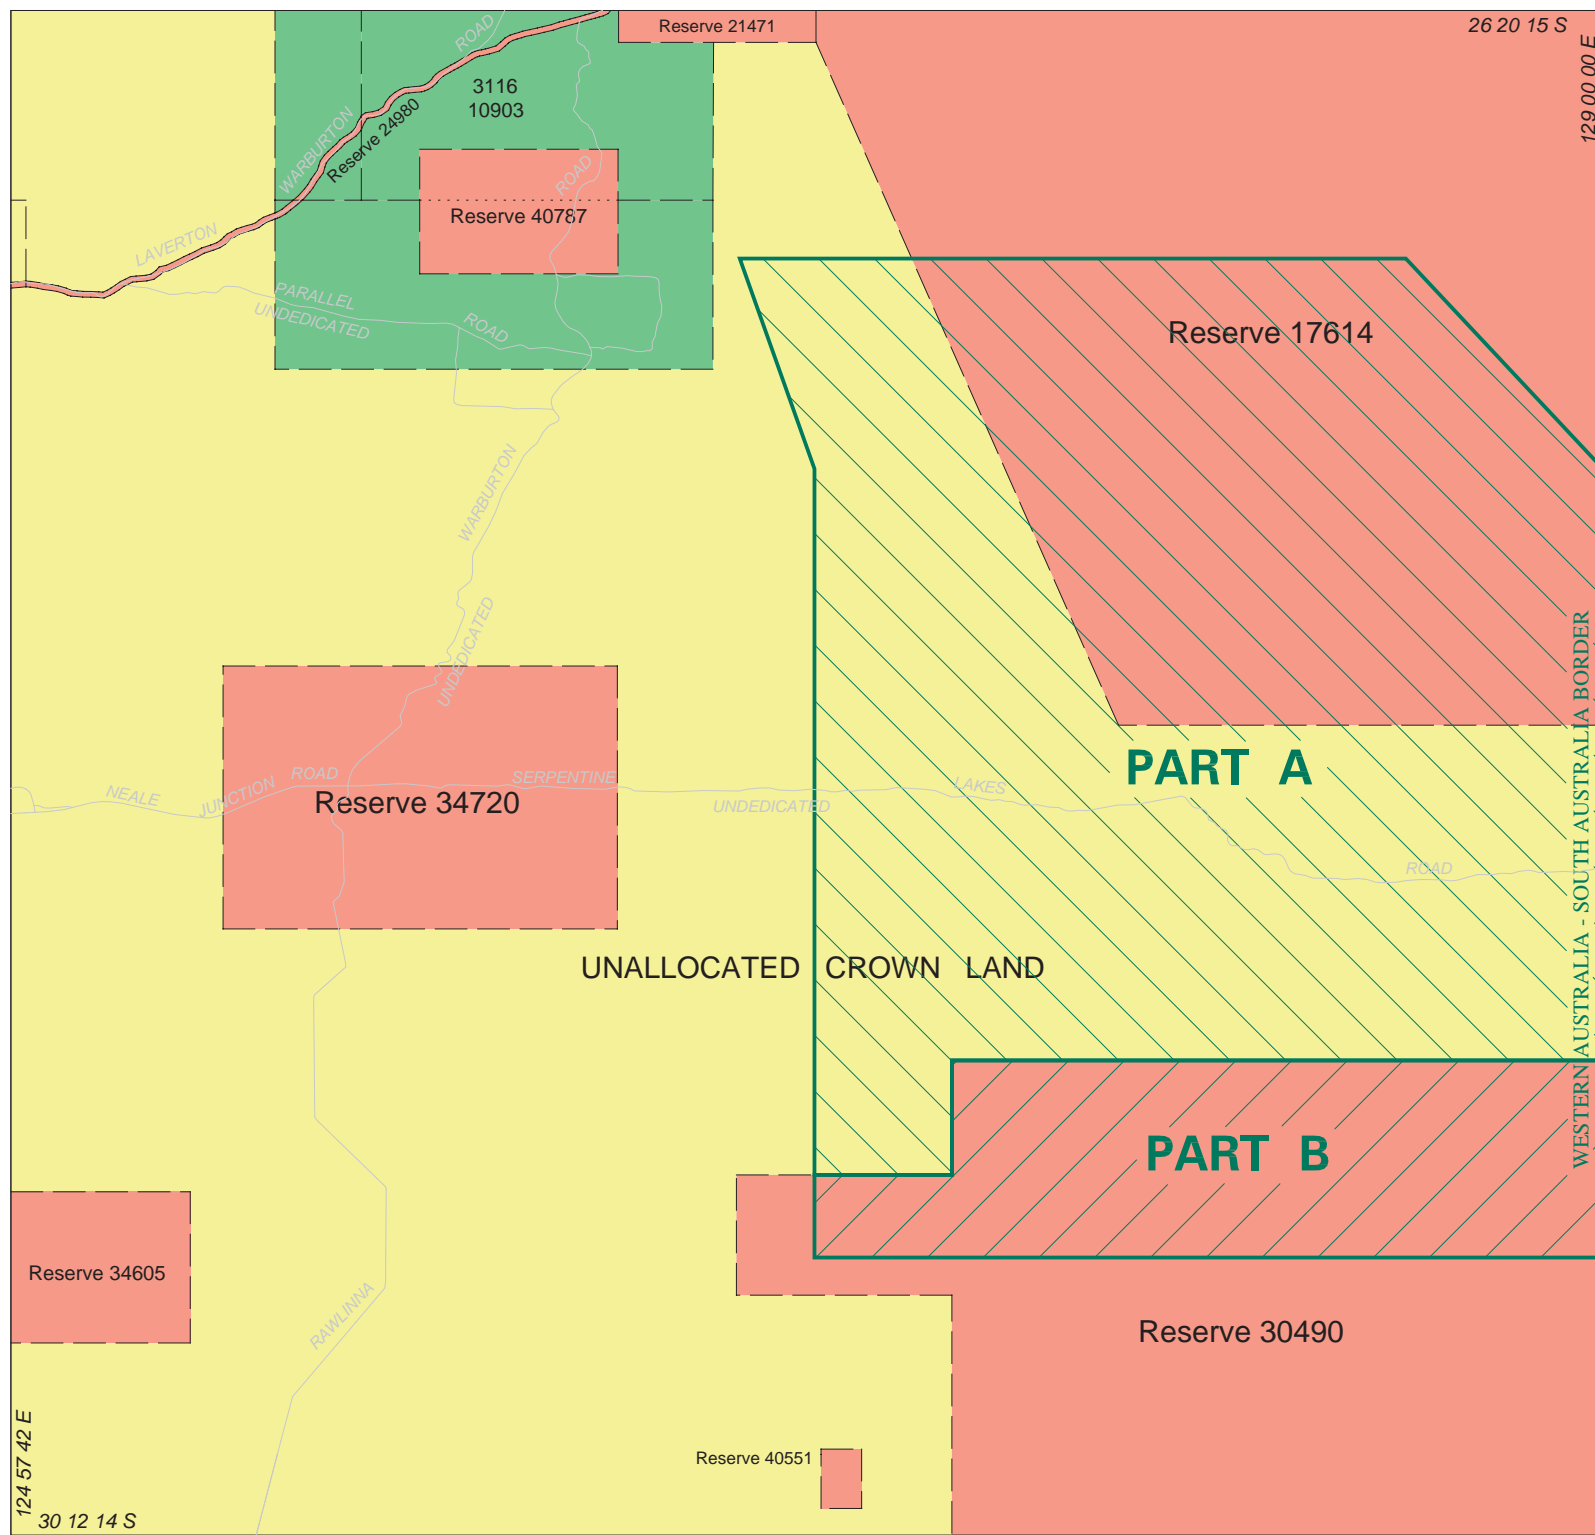 Reserve 21471
26 20 15 S
129 00 00 E
ROAD
3116
10903
WARBURTON
Reserve 24980
ROAD
Reserve 40787
LAVERTON
PARALLEL
UNDEDICATED
ROAD
Reserve 17614
WARBURTON
UNDEDICATED
WESTERN AUSTRALIA - SOUTH AUSTRALIA BORDER
PART A
NEALE
JUNCTION
ROAD
SERPENTINE
LAKES
Reserve 34720
UNDEDICATED
ROAD
UNALLOCATED CROWN LAND
PART B
Reserve 34605
RAWLINNA
Reserve 30490
Reserve 40551
124 57 42 E
30 12 14 S